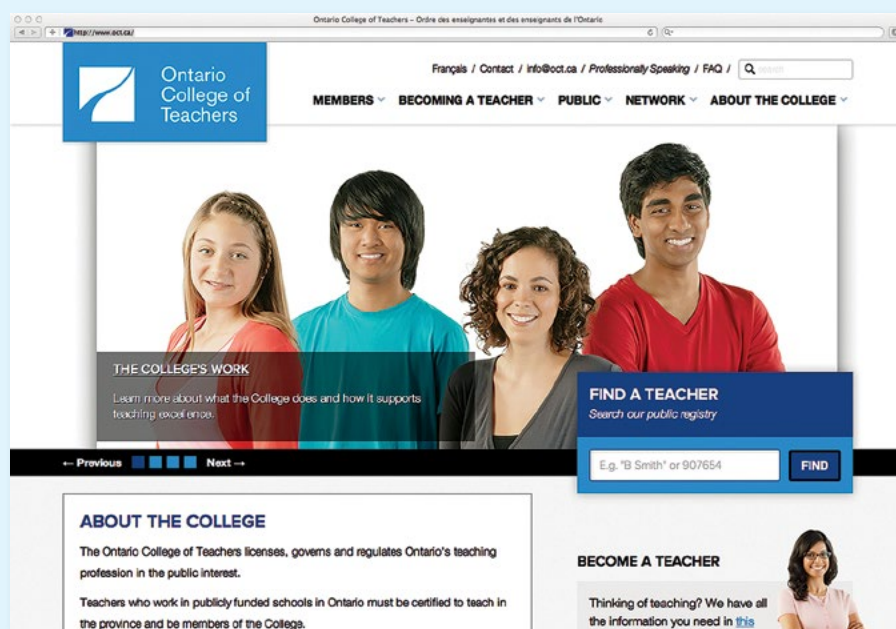 Ontario College of Teachers – Ordre des enseignantes et des enseignants de l'Ontario
http://www.oct.ca/
Ontario
College of
Teachers
Français / Contact / info@oct.ca / Professionally Speaking / FAQ / search
MEMBERS BECOMING A TEACHER PUBLIC NETWORK ABOUT THE COLLEGE
THE COLLEGE'S WORK
Learn more about what the College does and how it supports
teaching excellence.
FIND A TEACHER
Search our public registry
E.g. "B Smith" or 907654 FIND
← Previous Next →
ABOUT THE COLLEGE
The Ontario College of Teachers licenses, governs and regulates Ontario's teaching
profession in the public interest.
Teachers who work in publicly funded schools in Ontario must be certified to teach in
the province and be members of the College.
BECOME A TEACHER
Thinking of teaching? We have all
the information you need in this